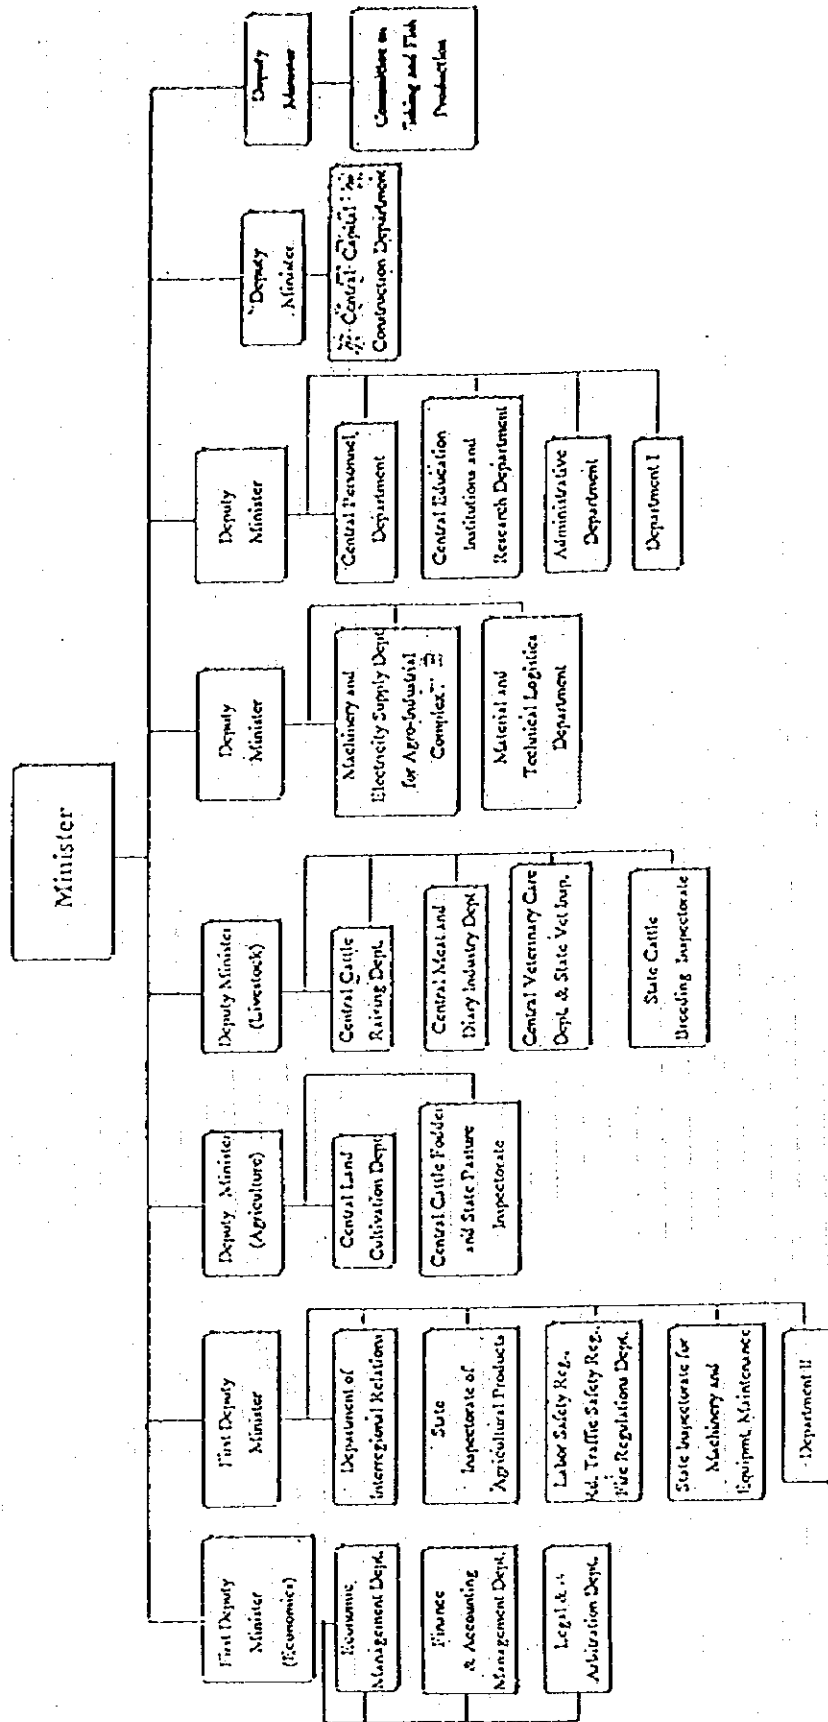 Minister
First Deputy
Minister
(Economics)
Economic
Management Dept.
Finance
& Accounting
Management Dept.
Legal &
Arbitration Dept.
First Deputy
Minister
Department of
Interregional Relations
State
Inspectorate of
Agricultural Products
Labor Safety Reg.,
Rd. Traffic Safety Reg.,
Fire Regulations Dept.
State Inspectorate for
Machinery and
Equipmt. Maintenance
Department II
Deputy Minister
(Agriculture)
Central Land
Cultivation Dept
Central Cattle Fodder
and State Pasture
Inspectorate
Deputy Minister
(Livestock)
Central Cattle
Raising Dept.
Central Meat and
Diary Industry Dept.
Central Veterinary Care
Dept. & State Vet Insp.
State Cattle
Breeding Inspectorate
Deputy
Minister
Machinery and
Electricity Supply Dept
for Agro-Industrial
Complex
Material and
Technical Logistics
Department
Deputy
Minister
Central Personnel
Department
Central Education
Institutions and
Research Department
Administrative
Department
Department I
Deputy
Minister
Central Capital
Construction Department
Deputy
Minister
Committee on
Fishing and Fish
Production